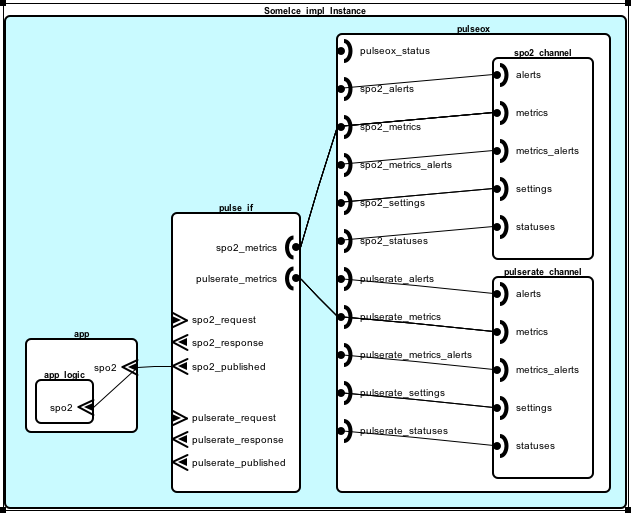 SomeIce_impl_Instance
pulseox
pulseox_status
spo2_alerts
spo2_metrics
spo2_metrics_alerts
spo2_settings
spo2_statuses
pulserate_alerts
pulserate_metrics
pulserate_metrics_alerts
pulserate_settings
pulserate_statuses
spo2_channel
alerts
metrics
metrics_alerts
settings
statuses
pulserate_channel
alerts
metrics
metrics_alerts
settings
statuses
pulse_if
spo2_metrics
pulserate_metrics
spo2_request
spo2_response
spo2_published
pulserate_request
pulserate_response
pulserate_published
app
spo2
app_logic
spo2